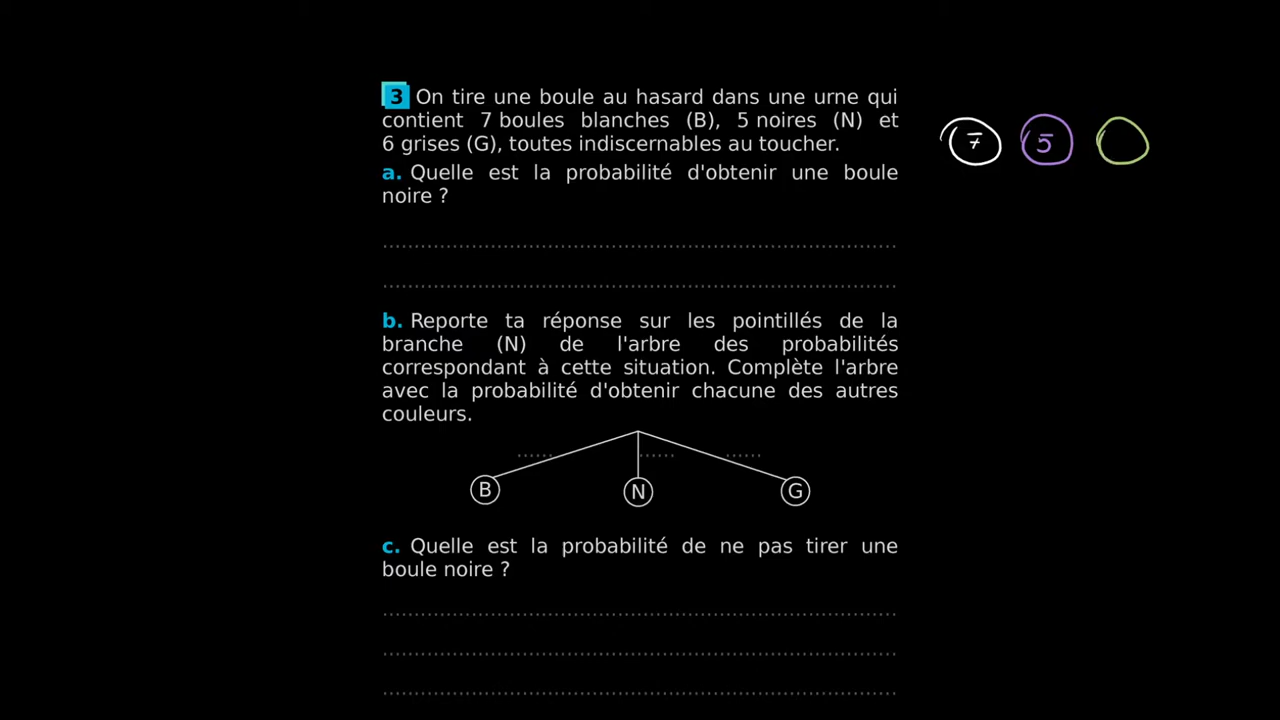 3 On tire une boule au hasard dans une urne qui
contient 7 boules blanches (B), 5 noires (N) et
6 grises (G), toutes indiscernables au toucher.
7 5
a. Quelle est la probabilité d'obtenir une boule
noire ?
......................................................................................
......................................................................................
b. Reporte ta réponse sur les pointillés de la
branche (N) de l'arbre des probabilités
correspondant à cette situation. Complète l'arbre
avec la probabilité d'obtenir chacune des autres
couleurs.
...... ...... ......
B N G
c. Quelle est la probabilité de ne pas tirer une
boule noire ?
......................................................................................
......................................................................................
......................................................................................